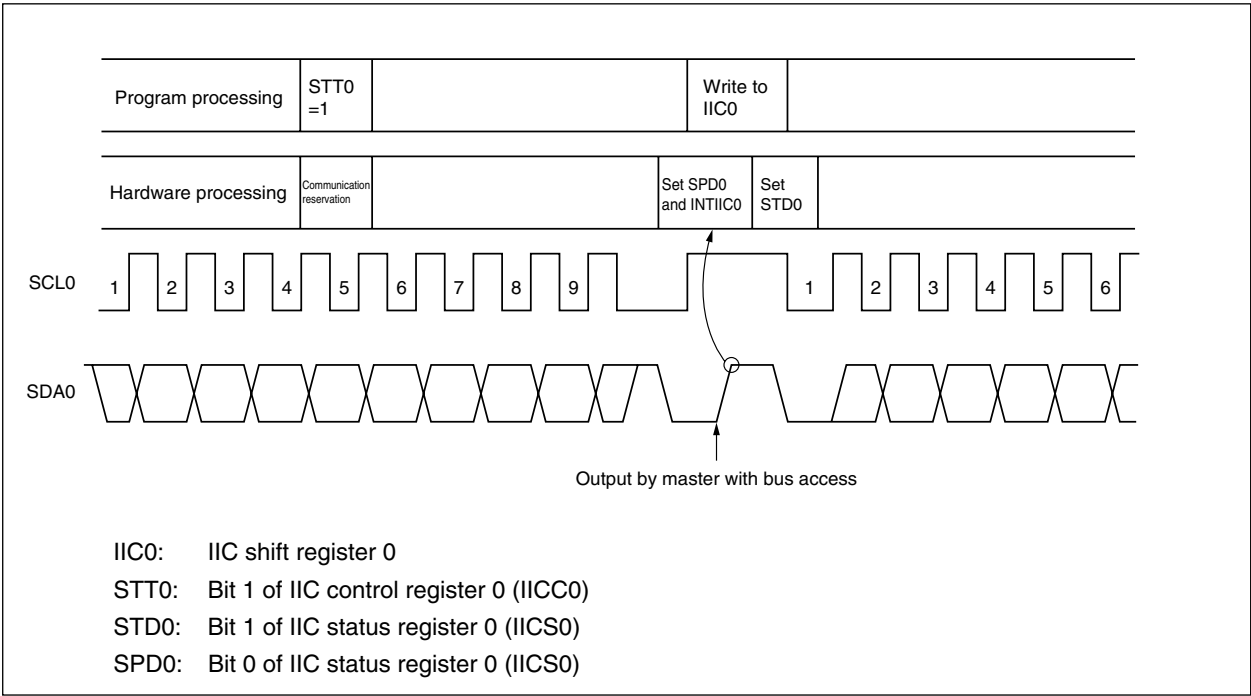 Program processing
STT0
=1
Write to
IIC0
Hardware processing
Communication
reservation
Set SPD0
and INTIIC0
Set
STD0
SCL0 1 2 3 4 5 6 7 8 9 1 2 3 4 5 6
SDA0
Output by master with bus access
IIC0: IIC shift register 0
STT0: Bit 1 of IIC control register 0 (IICC0)
STD0: Bit 1 of IIC status register 0 (IICS0)
SPD0: Bit 0 of IIC status register 0 (IICS0)